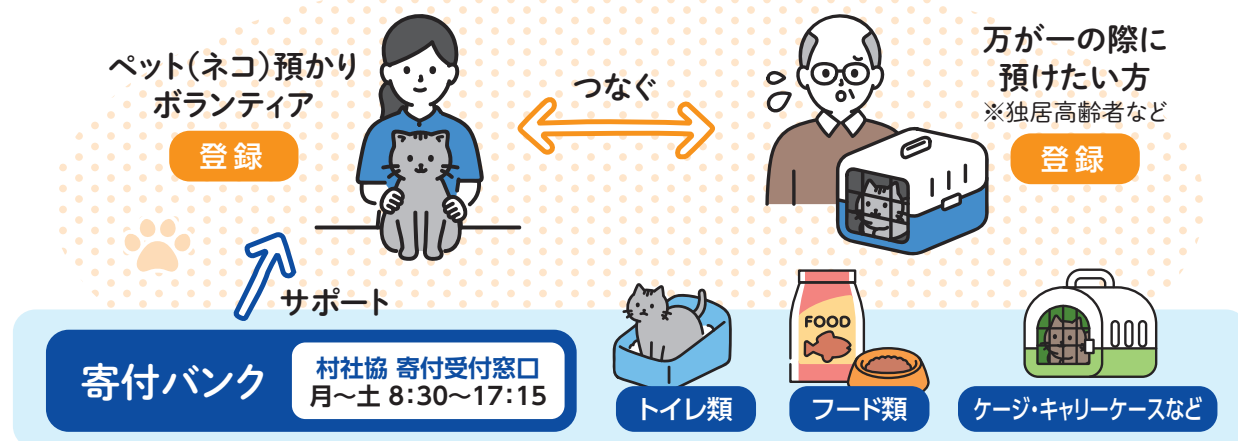 ペット(ネコ)預かり
ボランティア
登録
つなぐ
万が一の際に
預けたい方
※独居高齢者など
登録
サポート
寄付バンク
村社協 寄付受付窓口
月〜土 8:30〜17:15
FOOD
トイレ類
フード類
ケージ・キャリーケースなど